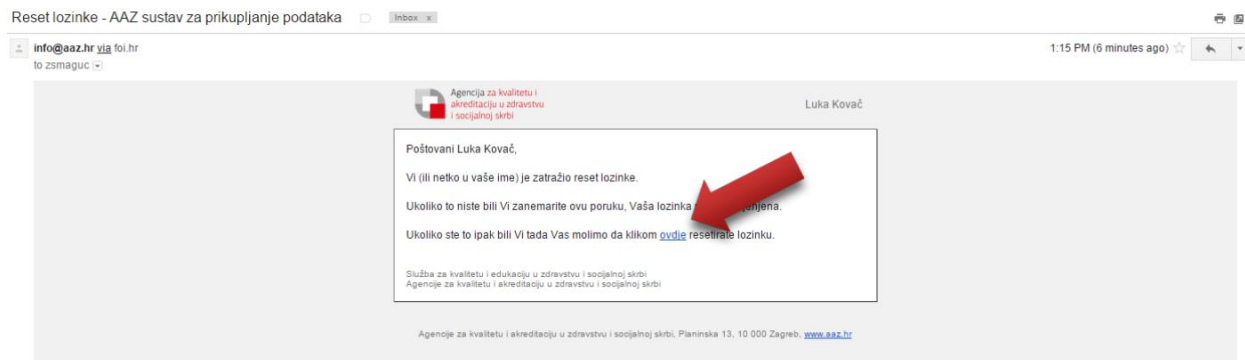 Reset lozinke - AAZ sustav za prikupljanje podataka
Inbox x
info@aaz.hr via foi.hr
1:15 PM (6 minutes ago)
to zsmaguc
Agencija za kvalitetu i
akreditaciju u zdravstvu
i socijalnoj skrbi
Luka Kovač
Poštovani Luka Kovač,
Vi (ili netko u vaše ime) je zatražio reset lozinke.
Ukoliko to niste bili Vi zanemarite ovu poruku, Vaša lozinka
Ukoliko ste to ipak bili Vi tada Vas molimo da klikom ovdje resetirate lozinku.
Služba za kvalitetu i edukaciju u zdravstvu i socijalnoj skrbi
Agencije za kvalitetu i akreditaciju u zdravstvu i socijalnoj skrbi
Agencije za kvalitetu i akreditaciju u zdravstvu i socijalnoj skrbi, Planinska 13, 10 000 Zagreb, www.aaz.hr